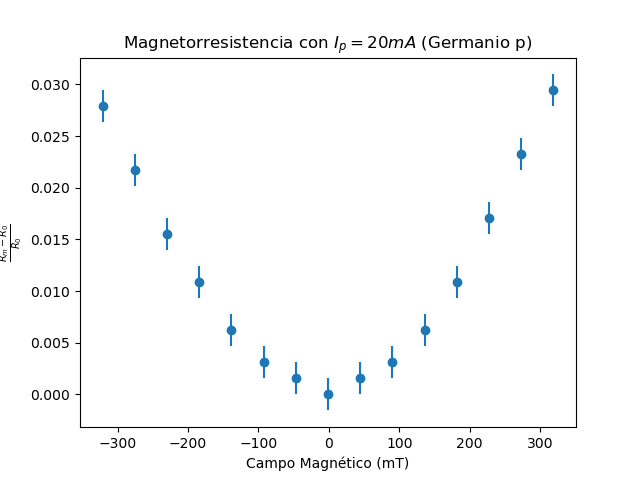 Magnetorresistencia con $I_p = 20mA$ (Germanio p)
0.030
0.025
0.020
0.015
0.010
0.005
0.000
$\frac{R_m - R_0}{R_0}$
−300 −200 −100 0 100 200 300
Campo Magnético (mT)